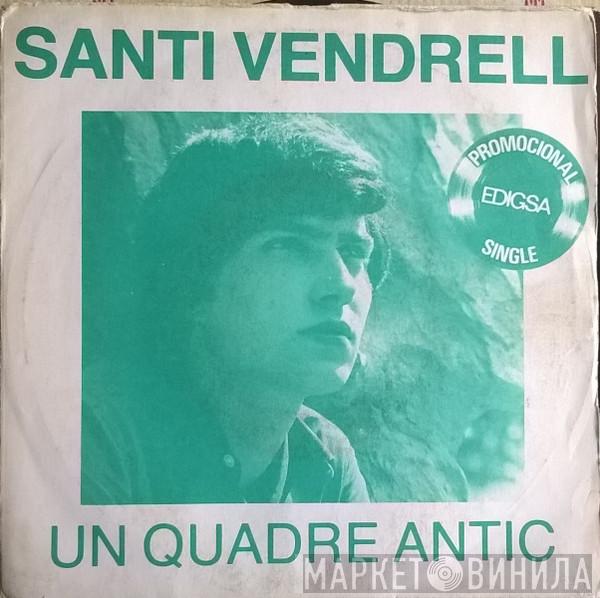 SANTI VENDRELL
PROMOCIONAL
EDIGSA
SINGLE
UN QUADRE ANTIC
МАРКЕТ ВИНИЛА